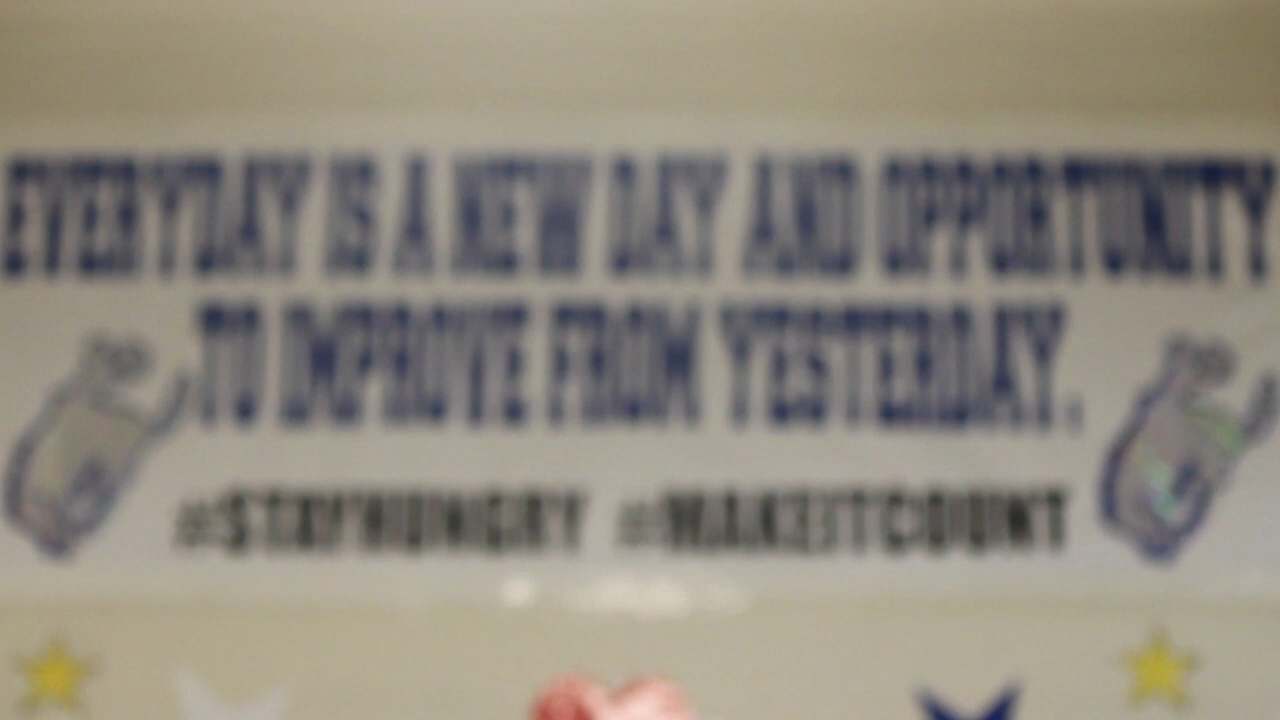 EVERYDAY IS A NEW DAY AND OPPORTUNITY
TO IMPROVE FROM YESTERDAY.
#STAYHUNGRY #MAKEITCOUNT